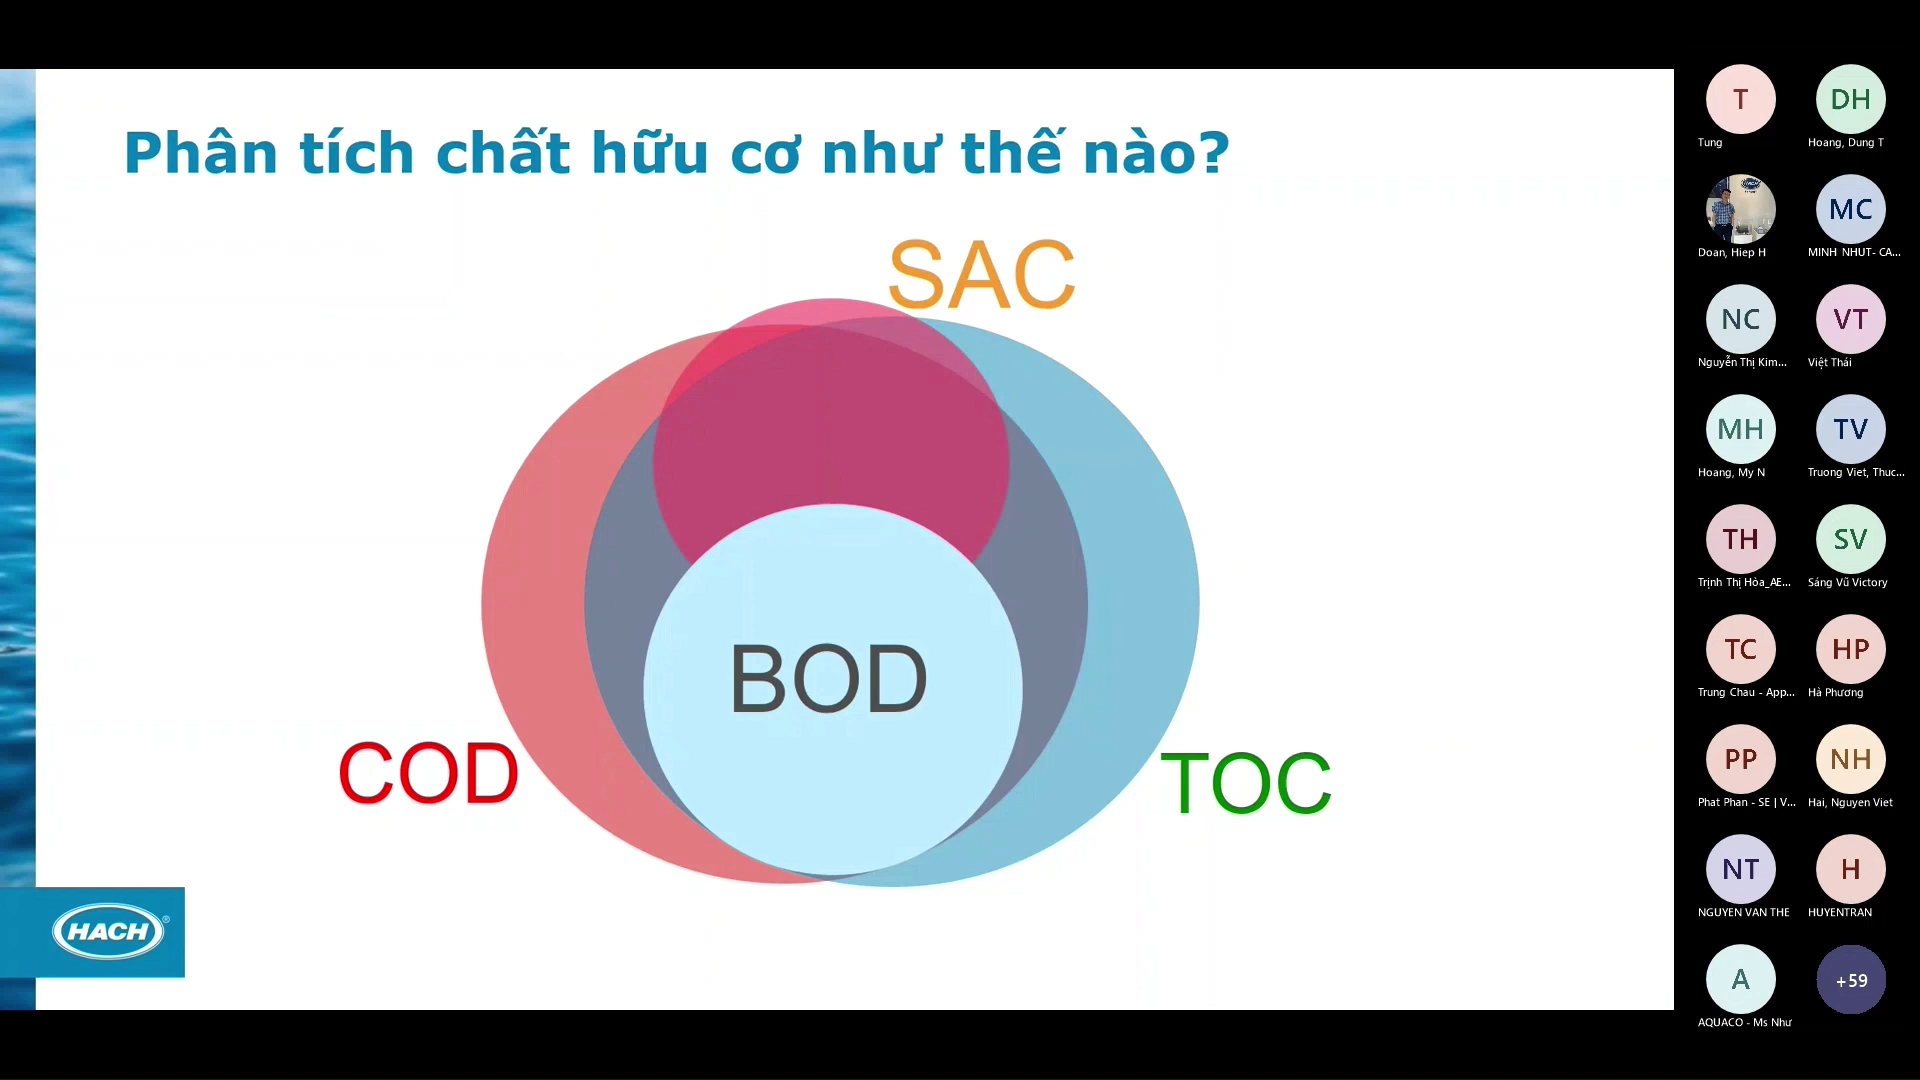 Phân tích chất hữu cơ như thế nào?
SAC
BOD
COD
TOC
HACH®
T
DH
Tung
Hoang, Dung T
HACH
MC
Doan, Hiep H
MINH NHUT- CA...
NC
VT
Nguyễn Thị Kim...
Việt Thái
MH
TV
Hoang, My N
Truong Viet, Thuc...
TH
SV
Trịnh Thị Hòa_AE...
Sáng Vũ Victory
TC
HP
Trung Chau - App...
Hà Phương
PP
NH
Phat Phan - SE | V...
Hai, Nguyen Viet
NT
H
NGUYEN VAN THE
HUYENTRAN
A
+59
AQUACO - Ms Như